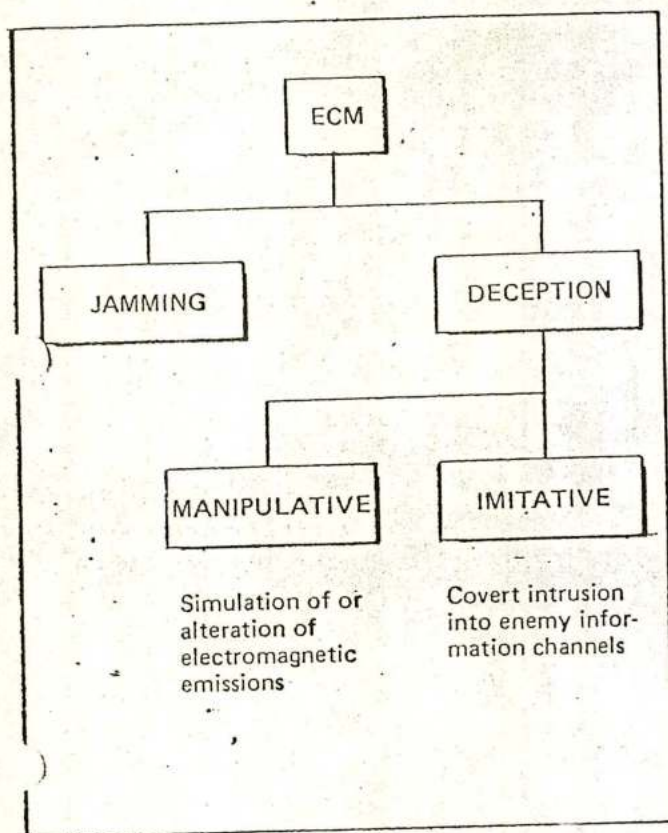 ECM
JAMMING
DECEPTION
MANIPULATIVE
IMITATIVE
Simulation of or
alteration of
electromagnetic
emissions
Covert intrusion
into enemy infor-
mation channels